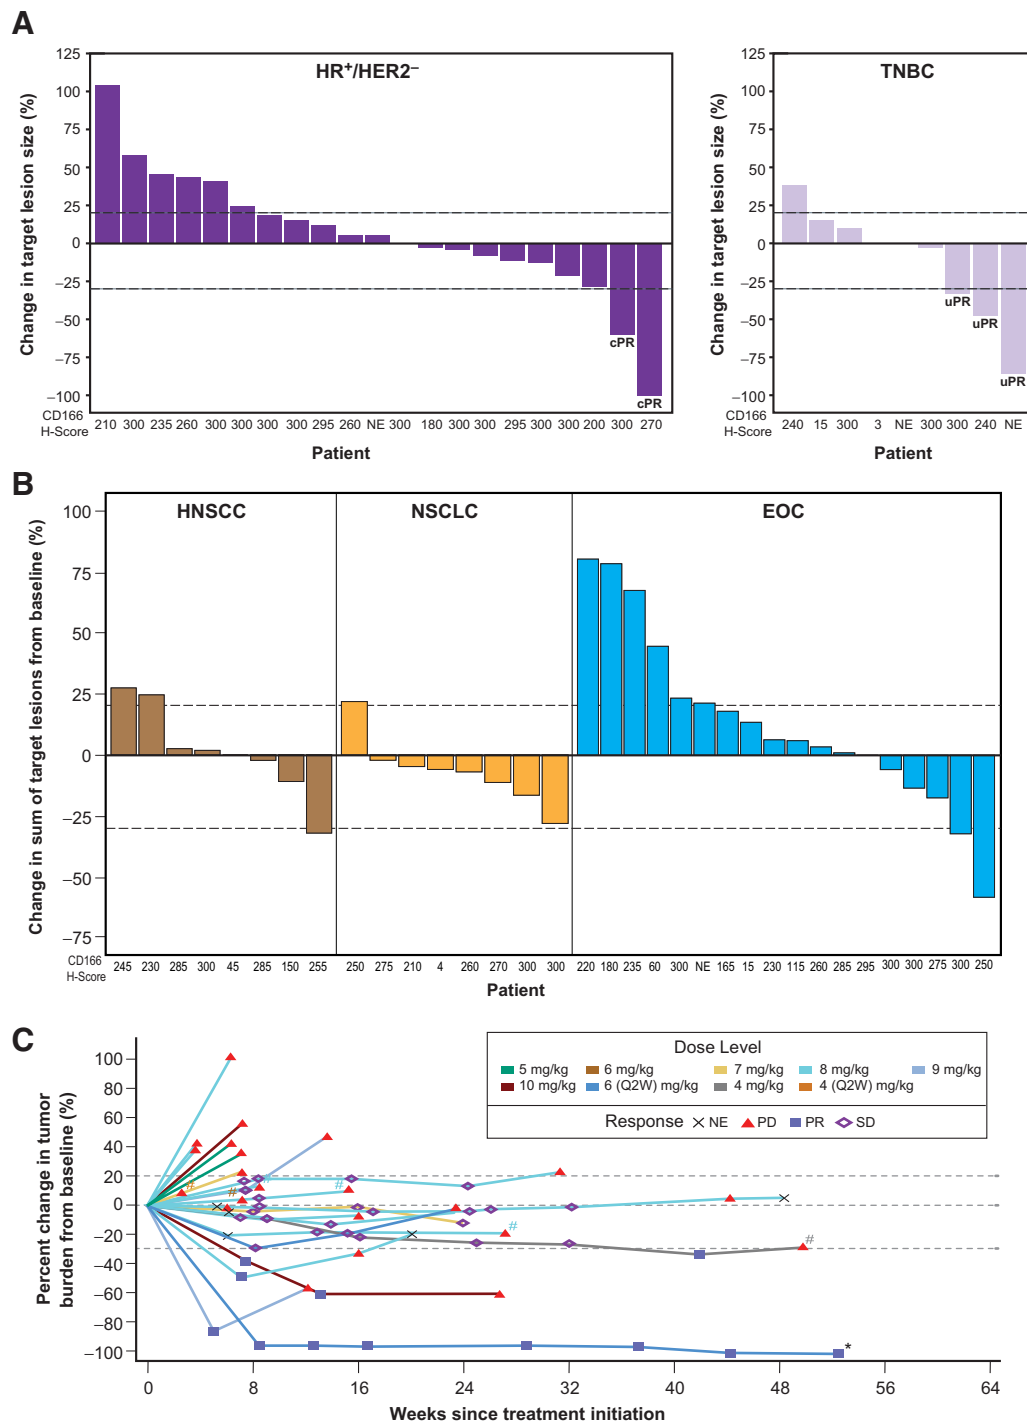 A
HR⁺/HER2⁻
TNBC
Change in target lesion size (%)
125
100
75
50
25
0
−25
−50
−75
−100
cPR
cPR
CD166
H-Score
210 300 235 260 300 300 300 300 295 260 NE 300 180 300 300 295 300 300 200 300 270
Patient
Change in target lesion size (%)
125
100
75
50
25
0
−25
−50
−75
−100
uPR
uPR
uPR
CD166
H-Score
240 15 300 3 NE 300 300 240 NE
Patient
B
HNSCC
NSCLC
EOC
Change in sum of target lesions from baseline (%)
100
75
50
25
0
−25
−50
−75
CD166
H-Score
245 230 285 300 45 285 150 255 250 275 210 4 260 270 300 300 220 180 235 60 300 NE 165 15 230 115 260 285 295 300 300 275 300 250
Patient
C
Percent change in tumor
burden from baseline (%)
100
80
60
40
20
0
−20
−40
−60
−80
−100
Dose Level
5 mg/kg 6 mg/kg 7 mg/kg 8 mg/kg 9 mg/kg
10 mg/kg 6 (Q2W) mg/kg 4 mg/kg 4 (Q2W) mg/kg
Response NE PD PR SD
#
#
#
#
#
*
0 8 16 24 32 40 48 56 64
Weeks since treatment initiation